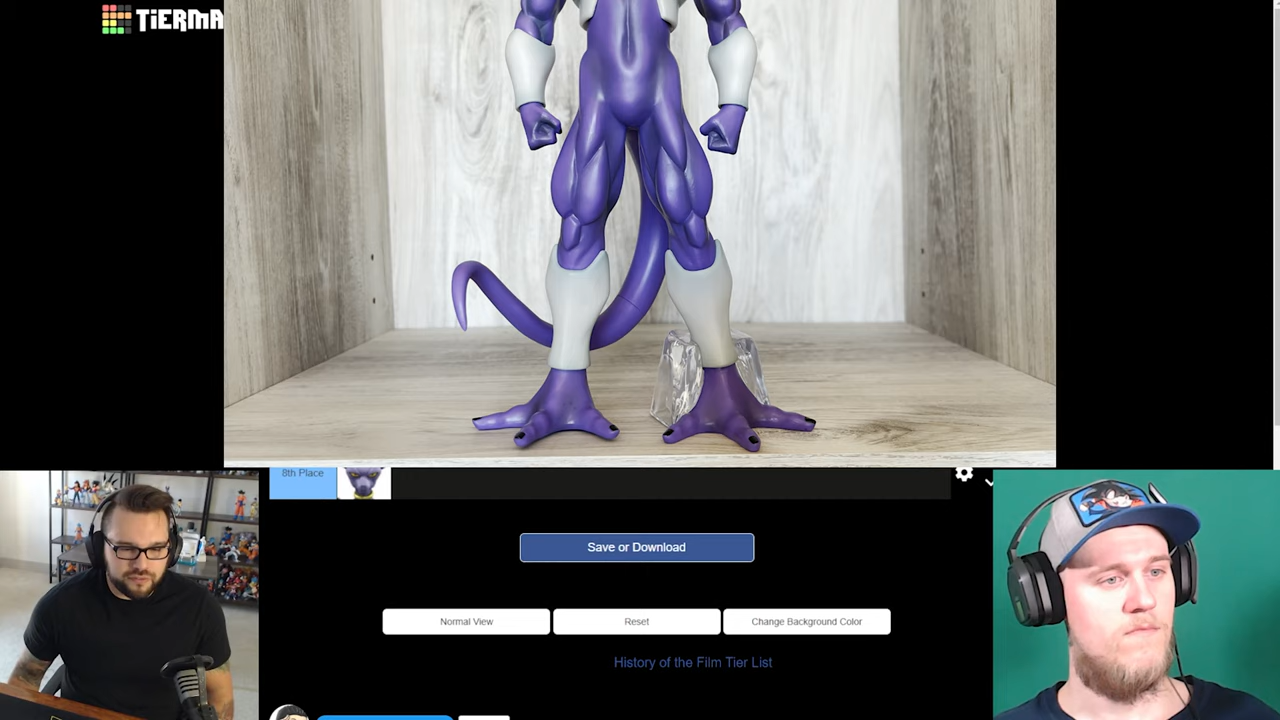 TiERMA
8th Place
Save or Download
Normal View
Reset
Change Background Color
History of the Film Tier List